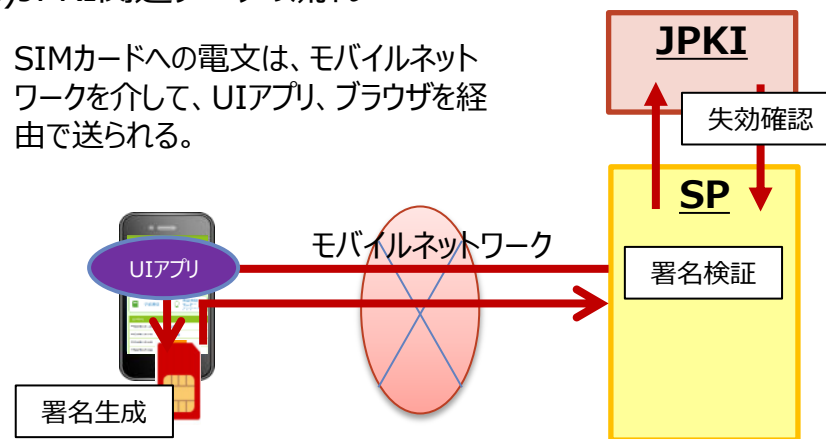 SIMカードへの電文は、モバイルネット
ワークを介して、UIアプリ、ブラウザを経
由で送られる。
JPKI
失効確認
SP
署名検証
モバイルネットワーク
UIアプリ
署名生成